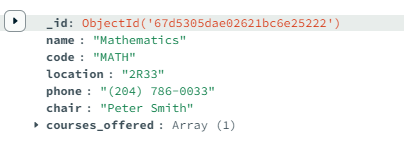 _id: ObjectId('67d5305dae02621bc6e25222')
name : "Mathematics"
code : "MATH"
location : "2R33"
phone : "(204) 786-0033"
chair : "Peter Smith"
courses_offered : Array (1)